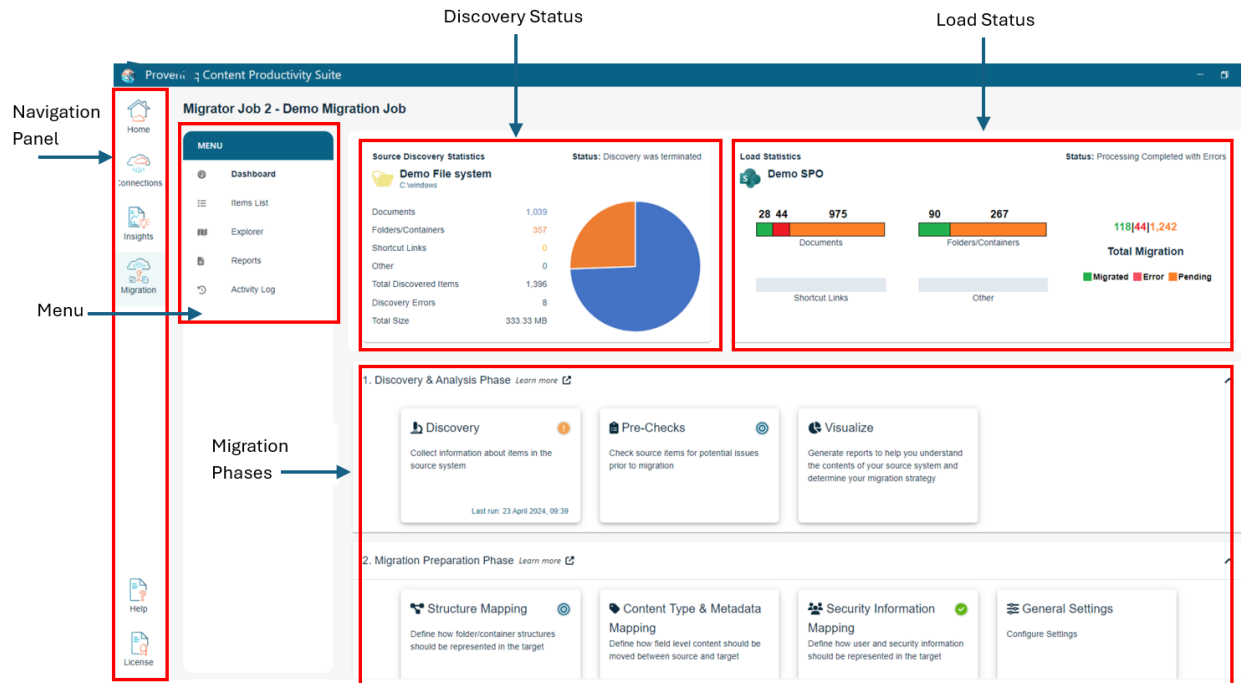 Discovery Status
Load Status
Content Productivity Suite
Navigation
Panel
Menu
Migration
Phases
Home
Connections
Insights
Migration
Help
License
Migrator Job 2 - Demo Migration Job
MENU
Dashboard
Items List
Explorer
Reports
Activity Log
Source Discovery Statistics
Status: Discovery was terminated
Demo File system
C:\windows
Documents 1,039
Folders/Containers 357
Shortcut Links 0
Other 0
Total Discovered Items 1,396
Discovery Errors 8
Total Size 333.33 MB
Load Statistics
Status: Processing Completed with Errors
Demo SPO
28 44 975
Documents
90 267
Folders/Containers
Shortcut Links
Other
118|44|1,242
Total Migration
Migrated Error Pending
1. Discovery & Analysis Phase Learn more
Discovery
Collect information about items in the
source system
Last run: 23 April 2024, 09:39
Pre-Checks
Check source items for potential issues
prior to migration
Visualize
Generate reports to help you understand
the contents of your source system and
determine your migration strategy
2. Migration Preparation Phase Learn more
Structure Mapping
Define how folder/container structures
should be represented in the target
Content Type & Metadata
Mapping
Define how field level content should be
moved between source and target
Security Information
Mapping
Define how user and security information
should be represented in the target
General Settings
Configure Settings